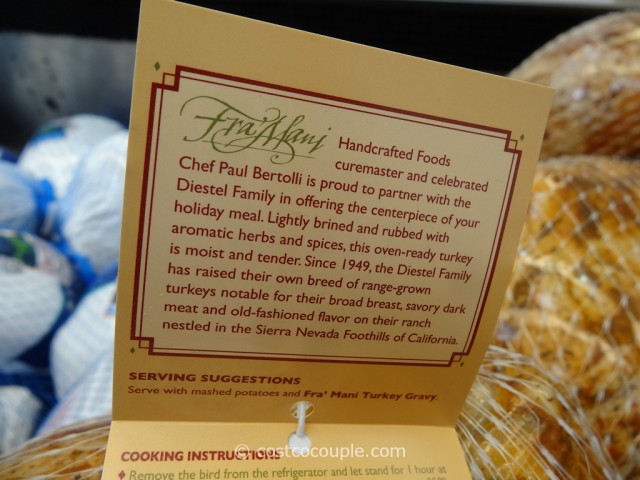 Fra'Mani Handcrafted Foods
curemaster and celebrated
Chef Paul Bertolli is proud to partner with the
Diestel Family in offering the centerpiece of your
holiday meal. Lightly brined and rubbed with
aromatic herbs and spices, this oven-ready turkey
is moist and tender. Since 1949, the Diestel Family
has raised their own breed of range-grown
turkeys notable for their broad breast, savory dark
meat and old-fashioned flavor on their ranch
nestled in the Sierra Nevada Foothills of California.
SERVING SUGGESTIONS
Serve with mashed potatoes and Fra' Mani Turkey Gravy.
© costcocouple.com
COOKING INSTRUCTIONS
♦ Remove the bird from the refrigerator and let stand for 1 hour at